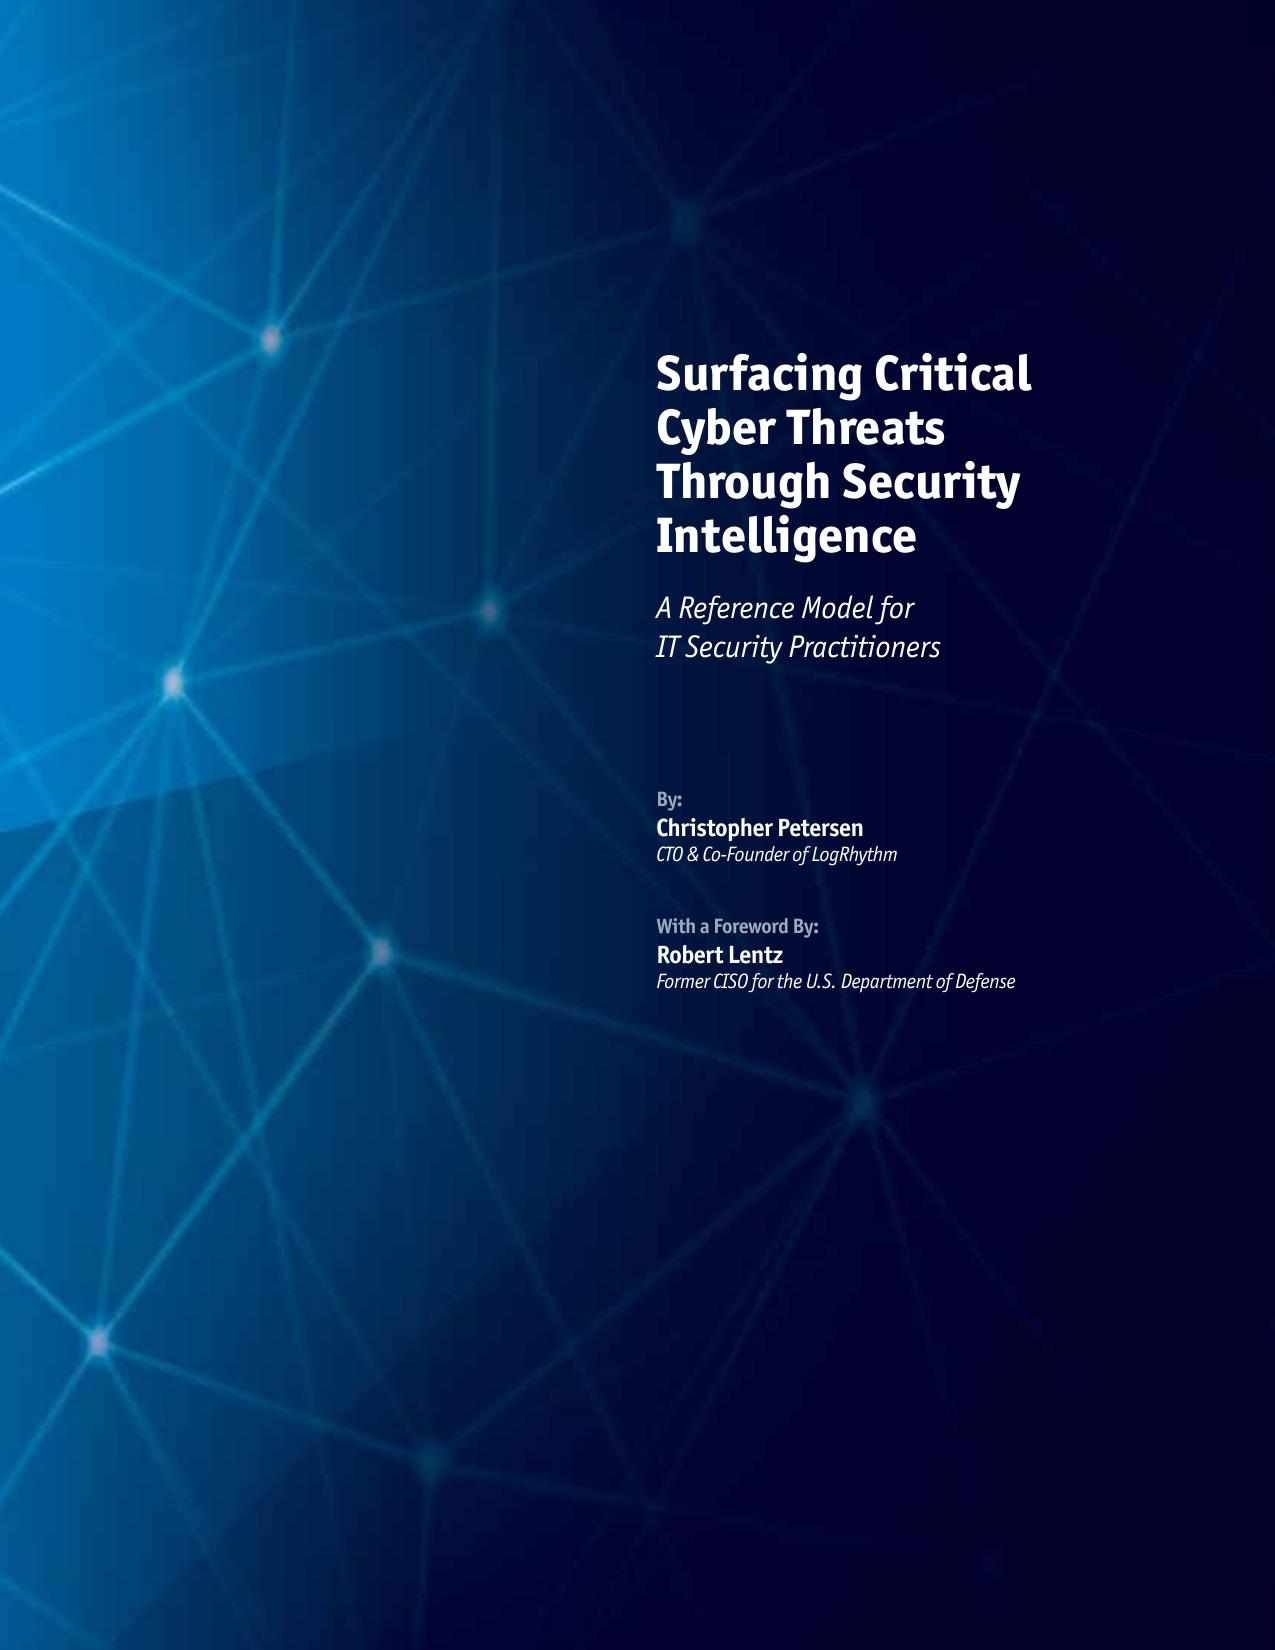 Surfacing Critical
Cyber Threats
Through Security
Intelligence
A Reference Model for
IT Security Practitioners
By:
Christopher Petersen
CTO & Co-Founder of LogRhythm
With a Foreword By:
Robert Lentz
Former CISO for the U.S. Department of Defense